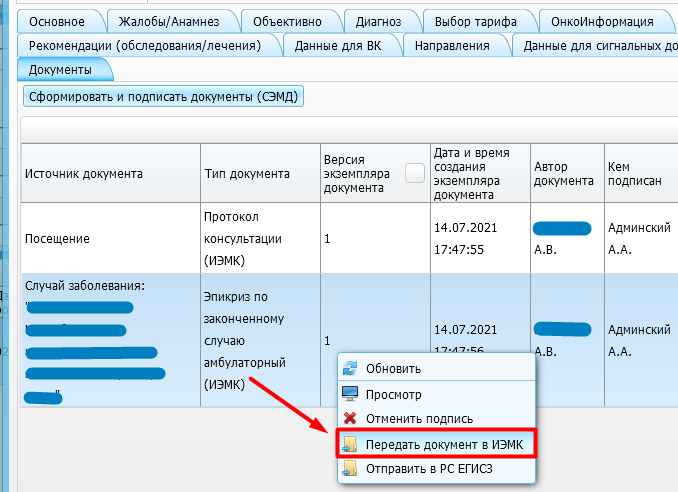 Основное Жалобы/Анамнез Объективно Диагноз Выбор тарифа ОнкоИнформация
Рекомендации (обследования/лечения) Данные для ВК Направления Данные для сигнальных до
Документы
Сформировать и подписать документы (СЭМД)
Источник документа
Тип документа
Версия
экземпляра
документа
Дата и время
создания
экземпляра
документа
Автор
документа
Кем
подписан
Посещение
Протокол
консультации
(ИЭМК)
1
14.07.2021
17:47:55
А.В.
Админский
А.А.
Случай заболевания:
Эпикриз по
законченному
случаю
амбулаторный
(ИЭМК)
1
14.07.2021
17:47:56
А.В.
Админский
А.А.
Обновить
Просмотр
Отменить подпись
Передать документ в ИЭМК
Отправить в РС ЕГИСЗ